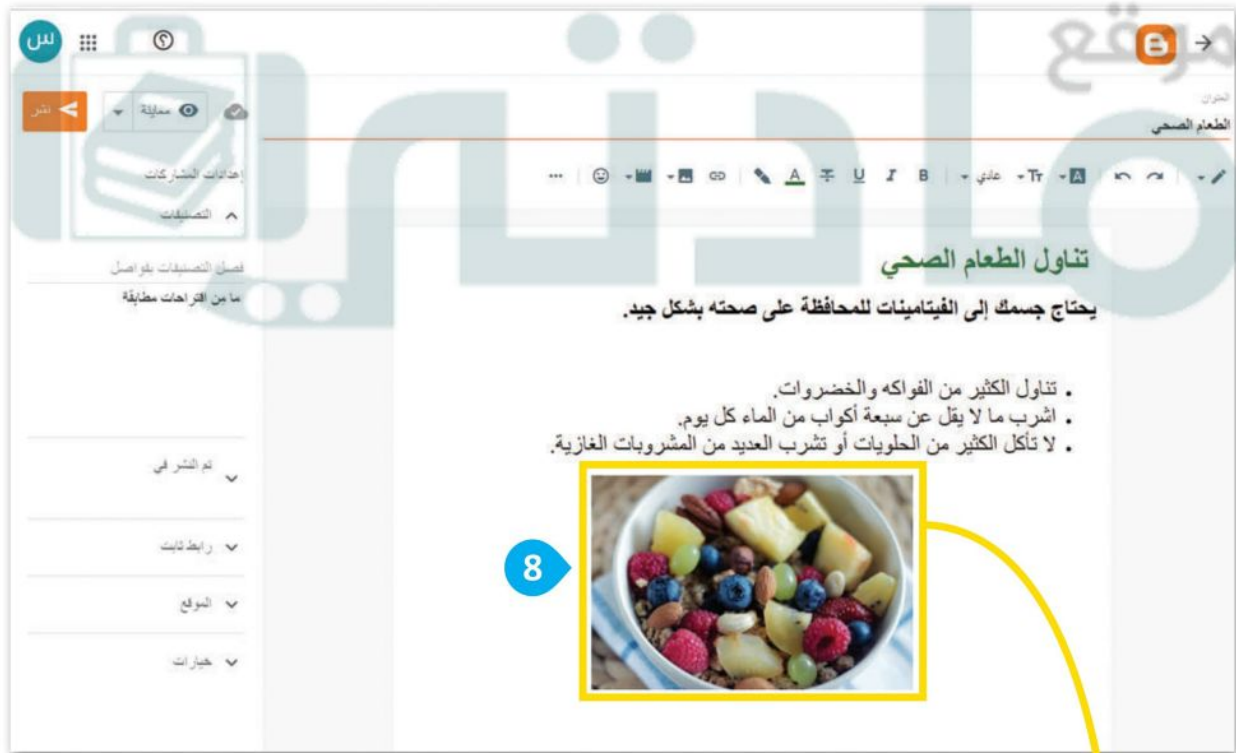 موقع
مادتي
س
العنوان
الطعام الصحي
معاينة
نشر
عادي
B I U A
إعدادات المشاركات
التصنيفات
فصل التصنيفات بفواصل
ما من اقتراحات مطابقة
تناول الطعام الصحي
يحتاج جسمك إلى الفيتامينات للمحافظة على صحته بشكل جيد.
• تناول الكثير من الفواكه والخضروات.
• اشرب ما لا يقل عن سبعة أكواب من الماء كل يوم.
• لا تأكل الكثير من الحلويات أو تشرب العديد من المشروبات الغازية.
تم النشر في
رابط ثابت
الموقع
خيارات
8